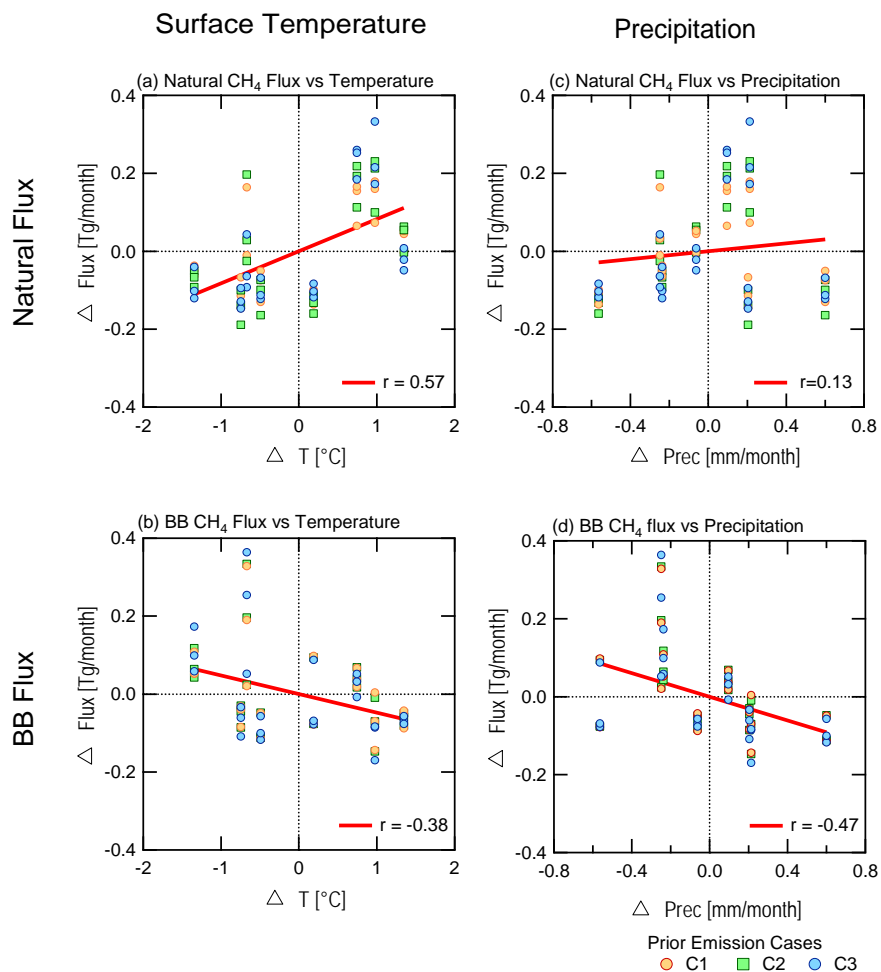 Surface Temperature
Precipitation
Natural Flux
BB Flux
(a) Natural CH₄ Flux vs Temperature
0.4
0.2
0.0
-0.2
-0.4
△ Flux [Tg/month]
r = 0.57
-2
-1
0
1
2
△ T [°C]
(c) Natural CH₄ Flux vs Precipitation
0.4
0.2
0.0
-0.2
-0.4
△ Flux [Tg/month]
r=0.13
-0.8
-0.4
0.0
0.4
0.8
△ Prec [mm/month]
(b) BB CH₄ Flux vs Temperature
0.4
0.2
0.0
-0.2
-0.4
△ Flux [Tg/month]
r = -0.38
-2
-1
0
1
2
△ T [°C]
(d) BB CH₄ flux vs Precipitation
0.4
0.2
0.0
-0.2
-0.4
△ Flux [Tg/month]
r = -0.47
-0.8
-0.4
0.0
0.4
0.8
△ Prec [mm/month]
Prior Emission Cases
C1 C2 C3